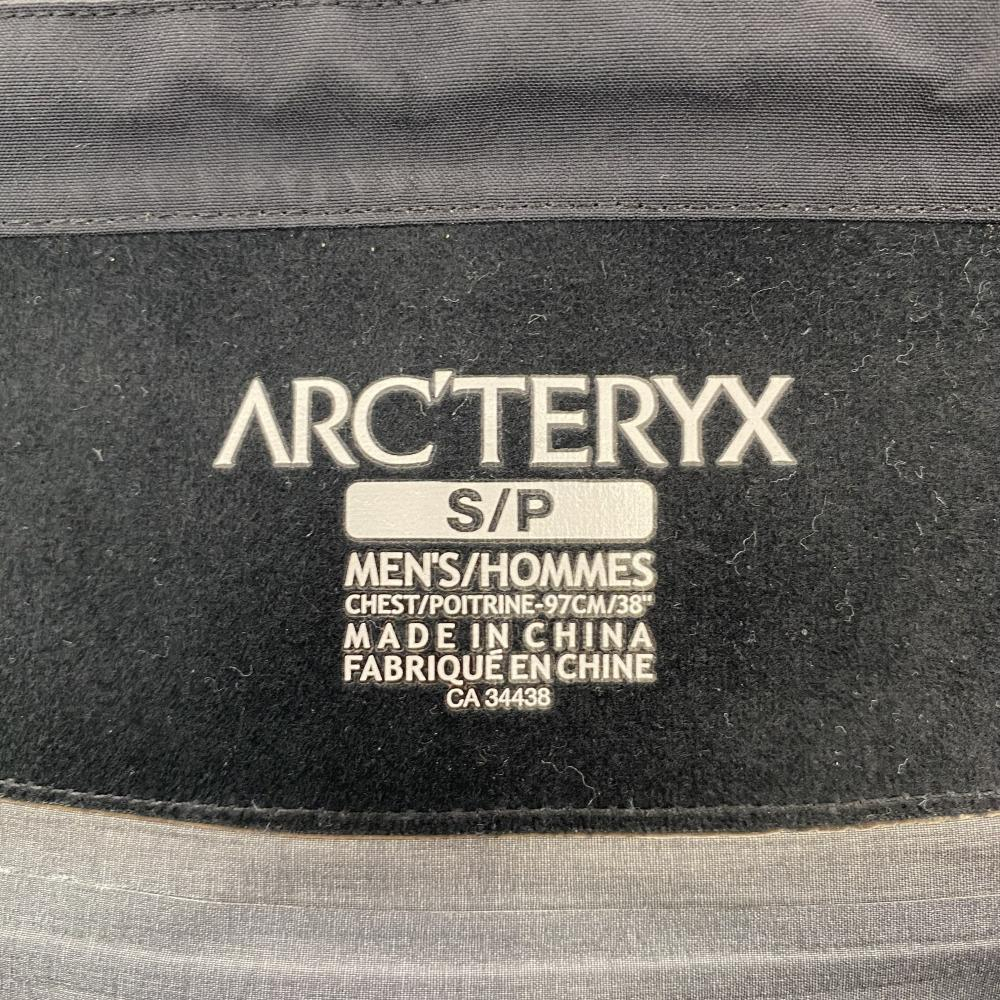 ARC'TERYX
S/P
MEN'S/HOMMES
CHEST/POITRINE-97CM/38"
MADE IN CHINA
FABRIQUÉ EN CHINE
CA 34438